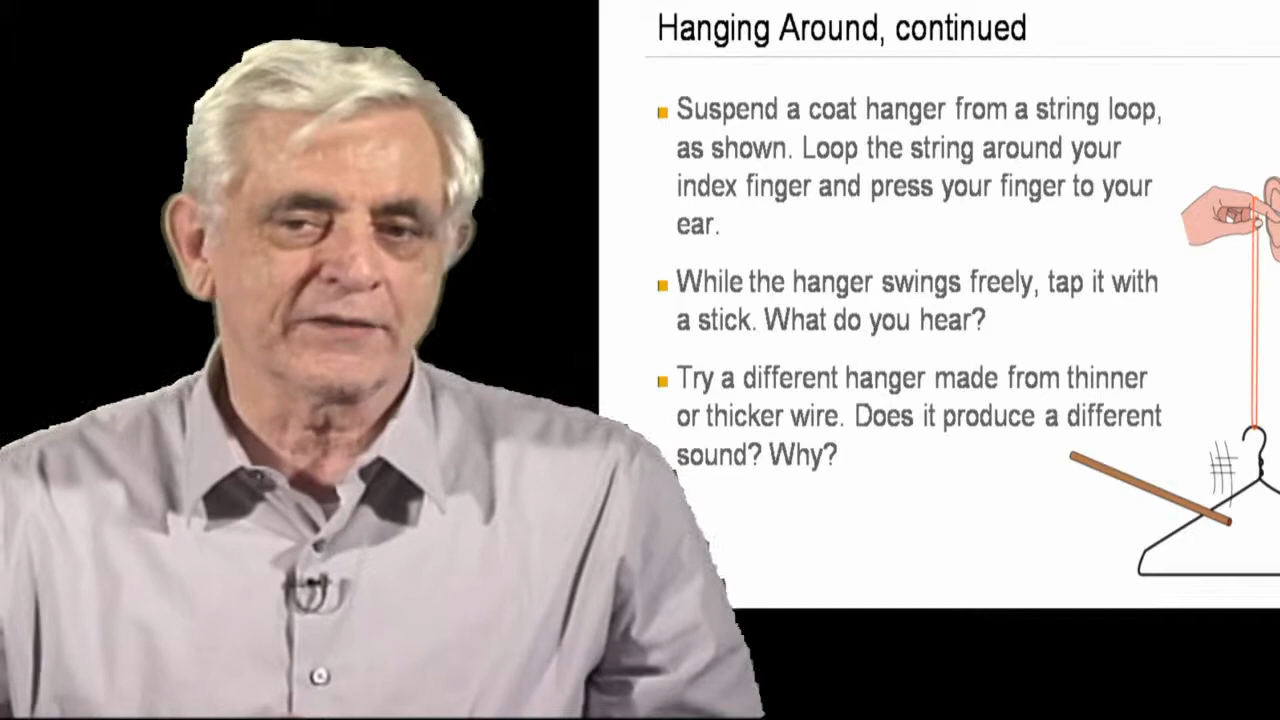 Hanging Around, continued
Suspend a coat hanger from a string loop,
as shown. Loop the string around your
index finger and press your finger to your
ear.
While the hanger swings freely, tap it with
a stick. What do you hear?
Try a different hanger made from thinner
or thicker wire. Does it produce a different
sound? Why?